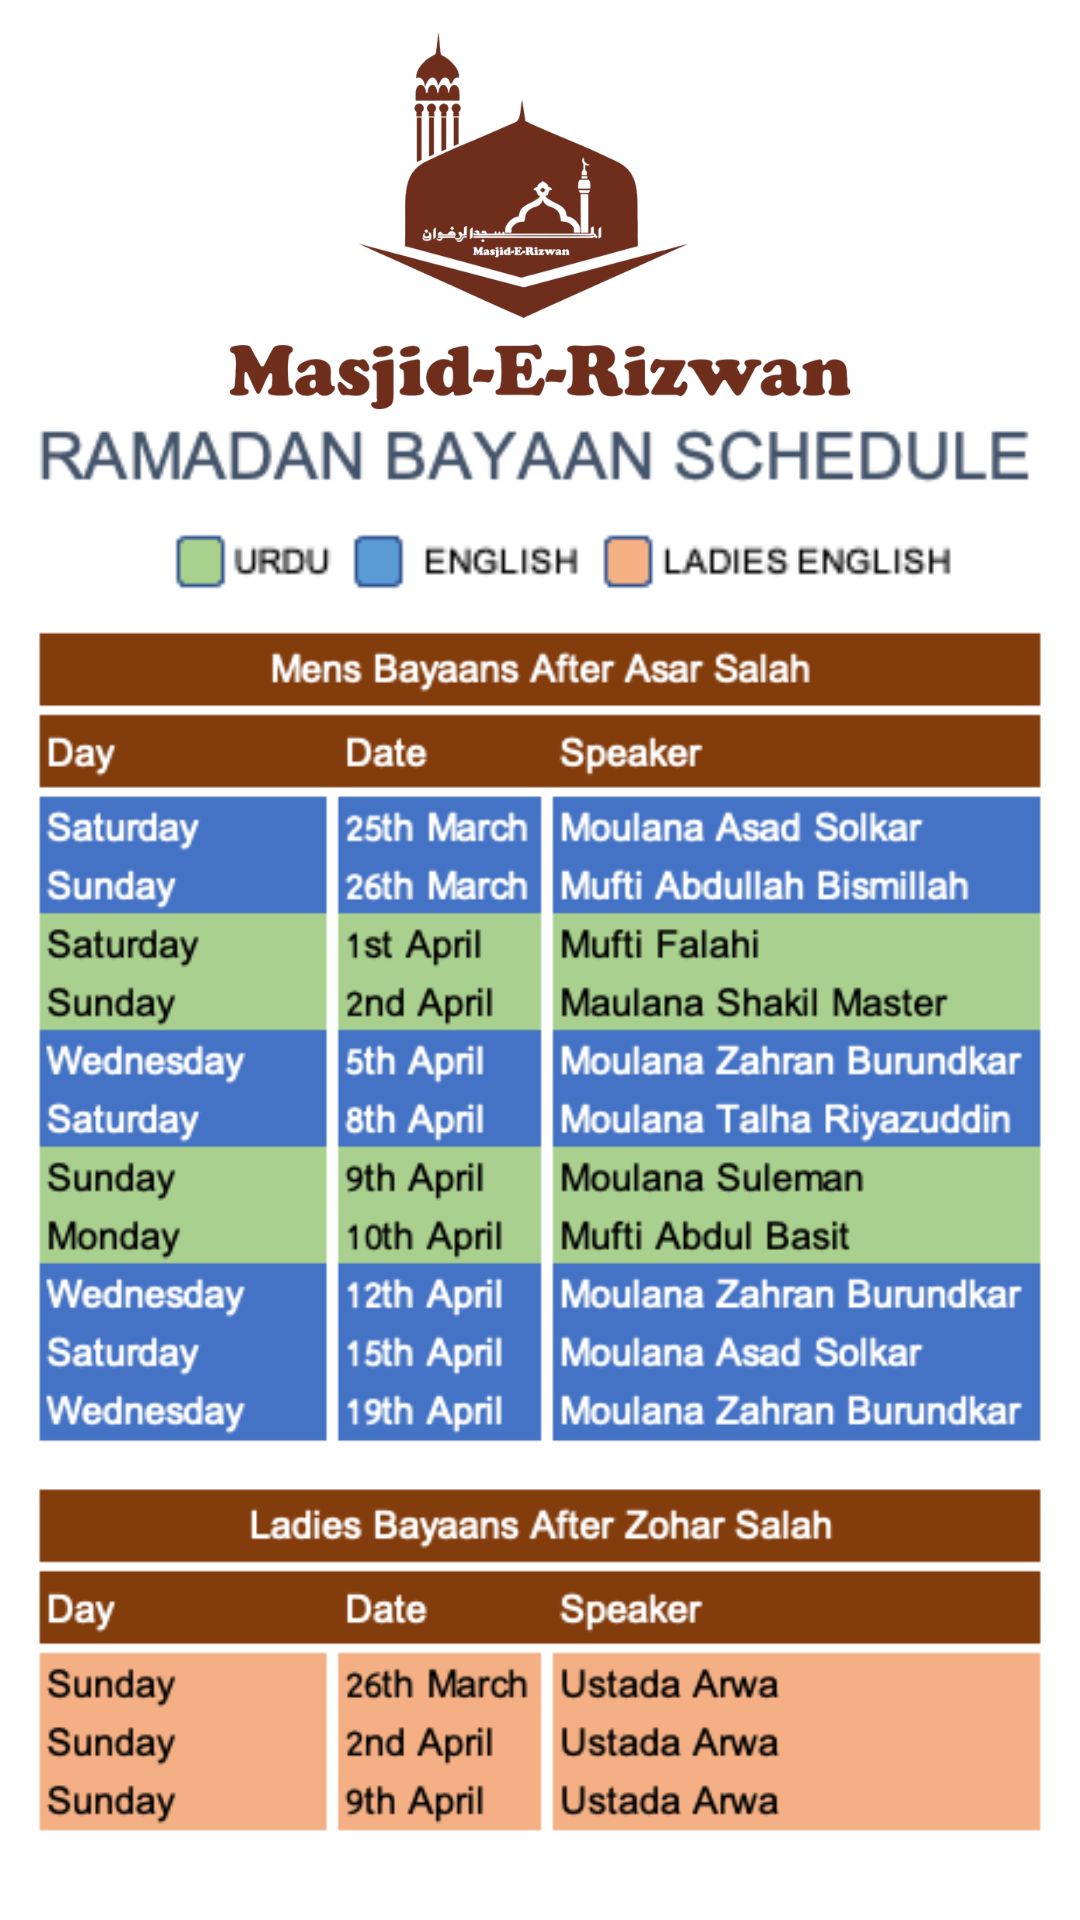 المسجد الرضوان
Masjid-E-Rizwan
Masjid-E-Rizwan
RAMADAN BAYAAN SCHEDULE
URDU ENGLISH LADIES ENGLISH
Mens Bayaans After Asar Salah
Day Date Speaker
Saturday 25th March Moulana Asad Solkar
Sunday 26th March Mufti Abdullah Bismillah
Saturday 1st April Mufti Falahi
Sunday 2nd April Maulana Shakil Master
Wednesday 5th April Moulana Zahran Burundkar
Saturday 8th April Moulana Talha Riyazuddin
Sunday 9th April Moulana Suleman
Monday 10th April Mufti Abdul Basit
Wednesday 12th April Moulana Zahran Burundkar
Saturday 15th April Moulana Asad Solkar
Wednesday 19th April Moulana Zahran Burundkar
Ladies Bayaans After Zohar Salah
Day Date Speaker
Sunday 26th March Ustada Arwa
Sunday 2nd April Ustada Arwa
Sunday 9th April Ustada Arwa